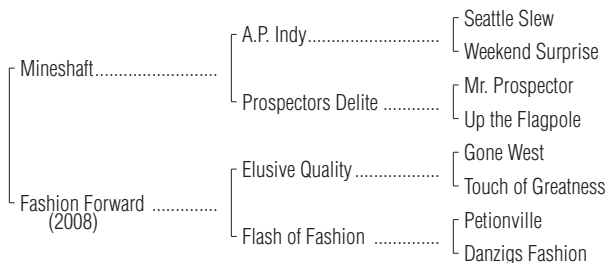 Seattle Slew
A.P. Indy
Weekend Surprise
Mineshaft
Mr. Prospector
Prospectors Delite
Up the Flagpole
Gone West
Elusive Quality
Touch of Greatness
Fashion Forward
(2008)
Petionville
Flash of Fashion
Danzigs Fashion